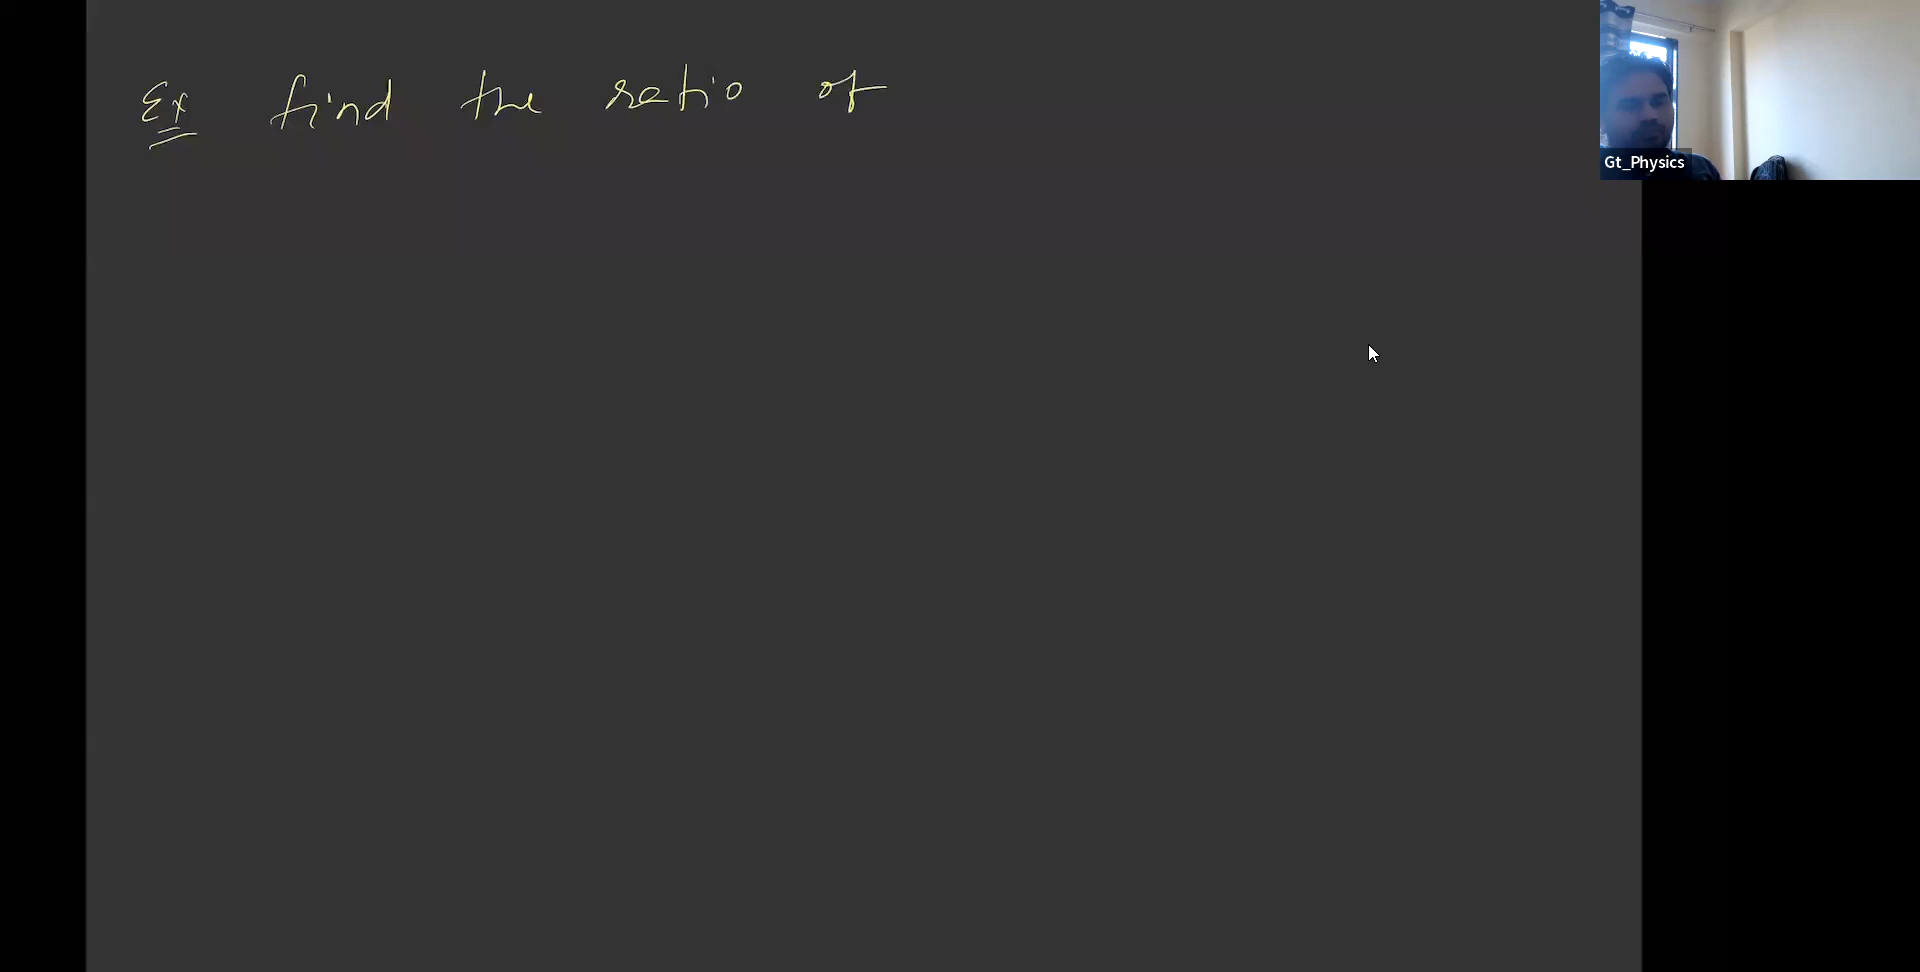 Ex find the ratio of
Gt_Physics